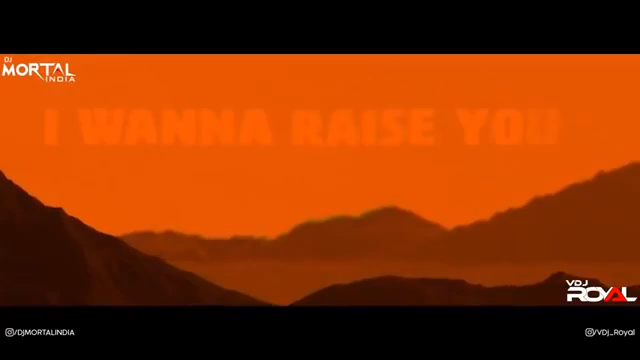 DJ
MORTAL
INDIA
I WANNA RAISE YOU
VDJ
ROYAL
/DJMORTALINDIA
/VDj_Royal